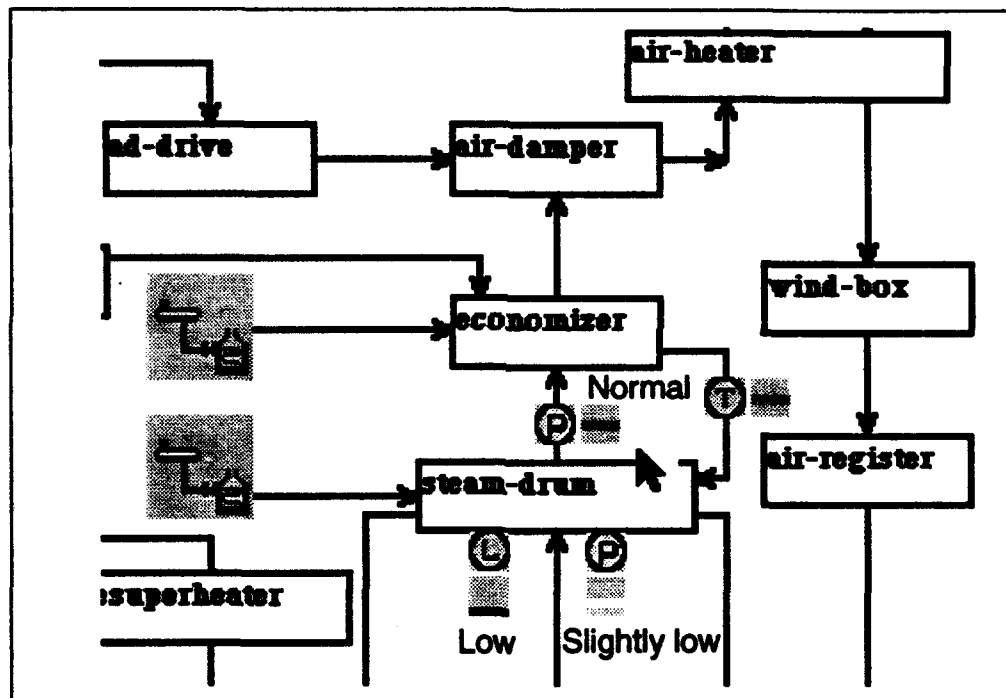 air-heater
ad-drive
air-damper
wind-box
economizer
Normal
T
P
air-register
steam-drum
L
P
esuperheater
Low
Slightly low